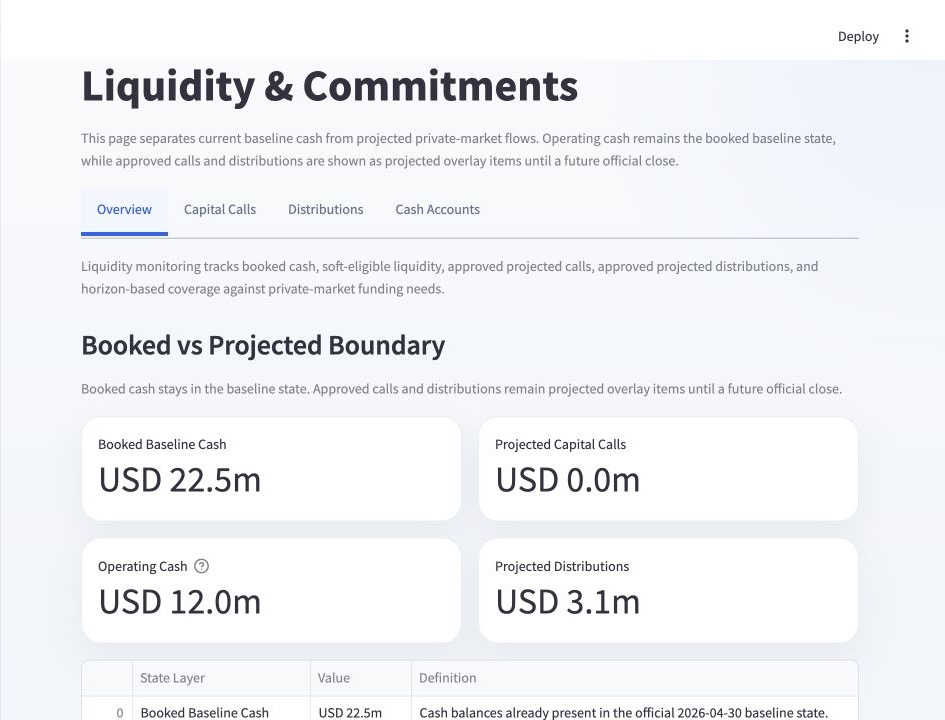 Deploy
Liquidity & Commitments
This page separates current baseline cash from projected private-market flows. Operating cash remains the booked baseline state,
while approved calls and distributions are shown as projected overlay items until a future official close.
Overview Capital Calls Distributions Cash Accounts
Liquidity monitoring tracks booked cash, soft-eligible liquidity, approved projected calls, approved projected distributions, and
horizon-based coverage against private-market funding needs.
Booked vs Projected Boundary
Booked cash stays in the baseline state. Approved calls and distributions remain projected overlay items until a future official close.
Booked Baseline Cash
USD 22.5m
Projected Capital Calls
USD 0.0m
Operating Cash ?
USD 12.0m
Projected Distributions
USD 3.1m
State Layer Value Definition
0 Booked Baseline Cash USD 22.5m Cash balances already present in the official 2026-04-30 baseline state.